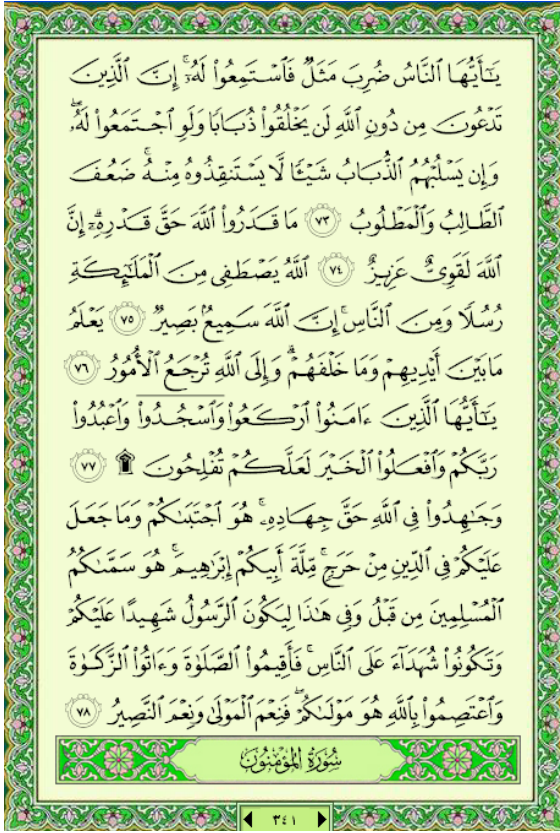 يَـٰٓأَيُّهَا ٱلنَّاسُ ضُرِبَ مَثَلٌ فَٱسْتَمِعُوا۟ لَهُۥٓ ۚ إِنَّ ٱلَّذِينَ
تَدْعُونَ مِن دُونِ ٱللَّهِ لَن يَخْلُقُوا۟ ذُبَابًا وَلَوِ ٱجْتَمَعُوا۟ لَهُۥ ۖ
وَإِن يَسْلُبْهُمُ ٱلذُّبَابُ شَيْـًٔا لَّا يَسْتَنقِذُوهُ مِنْهُ ۚ ضَعُفَ
ٱلطَّالِبُ وَٱلْمَطْلُوبُ ٧٣ مَا قَدَرُوا۟ ٱللَّهَ حَقَّ قَدْرِهِۦٓ ۗ إِنَّ
ٱللَّهَ لَقَوِىٌّ عَزِيزٌ ٧٤ ٱللَّهُ يَصْطَفِى مِنَ ٱلْمَلَـٰٓئِكَةِ
رُسُلًا وَمِنَ ٱلنَّاسِ ۚ إِنَّ ٱللَّهَ سَمِيعٌۢ بَصِيرٌ ٧٥ يَعْلَمُ
مَا بَيْنَ أَيْدِيهِمْ وَمَا خَلْفَهُمْ ۗ وَإِلَى ٱللَّهِ تُرْجَعُ ٱلْأُمُورُ ٧٦
يَـٰٓأَيُّهَا ٱلَّذِينَ ءَامَنُوا۟ ٱرْكَعُوا۟ وَٱسْجُدُوا۟ وَٱعْبُدُوا۟
رَبَّكُمْ وَٱفْعَلُوا۟ ٱلْخَيْرَ لَعَلَّكُمْ تُفْلِحُونَ ۩ ٧٧
وَجَـٰهِدُوا۟ فِى ٱللَّهِ حَقَّ جِهَادِهِۦ ۚ هُوَ ٱجْتَبَىٰكُمْ وَمَا جَعَلَ
عَلَيْكُمْ فِى ٱلدِّينِ مِنْ حَرَجٍ ۚ مِّلَّةَ أَبِيكُمْ إِبْرَٰهِيمَ ۚ هُوَ سَمَّىٰكُمُ
ٱلْمُسْلِمِينَ مِن قَبْلُ وَفِى هَـٰذَا لِيَكُونَ ٱلرَّسُولُ شَهِيدًا عَلَيْكُمْ
وَتَكُونُوا۟ شُهَدَآءَ عَلَى ٱلنَّاسِ ۚ فَأَقِيمُوا۟ ٱلصَّلَوٰةَ وَءَاتُوا۟ ٱلزَّكَوٰةَ
وَٱعْتَصِمُوا۟ بِٱللَّهِ هُوَ مَوْلَىٰكُمْ ۖ فَنِعْمَ ٱلْمَوْلَىٰ وَنِعْمَ ٱلنَّصِيرُ ٧٨
سُورَةُ المُؤْمِنُونَ
٣٤١